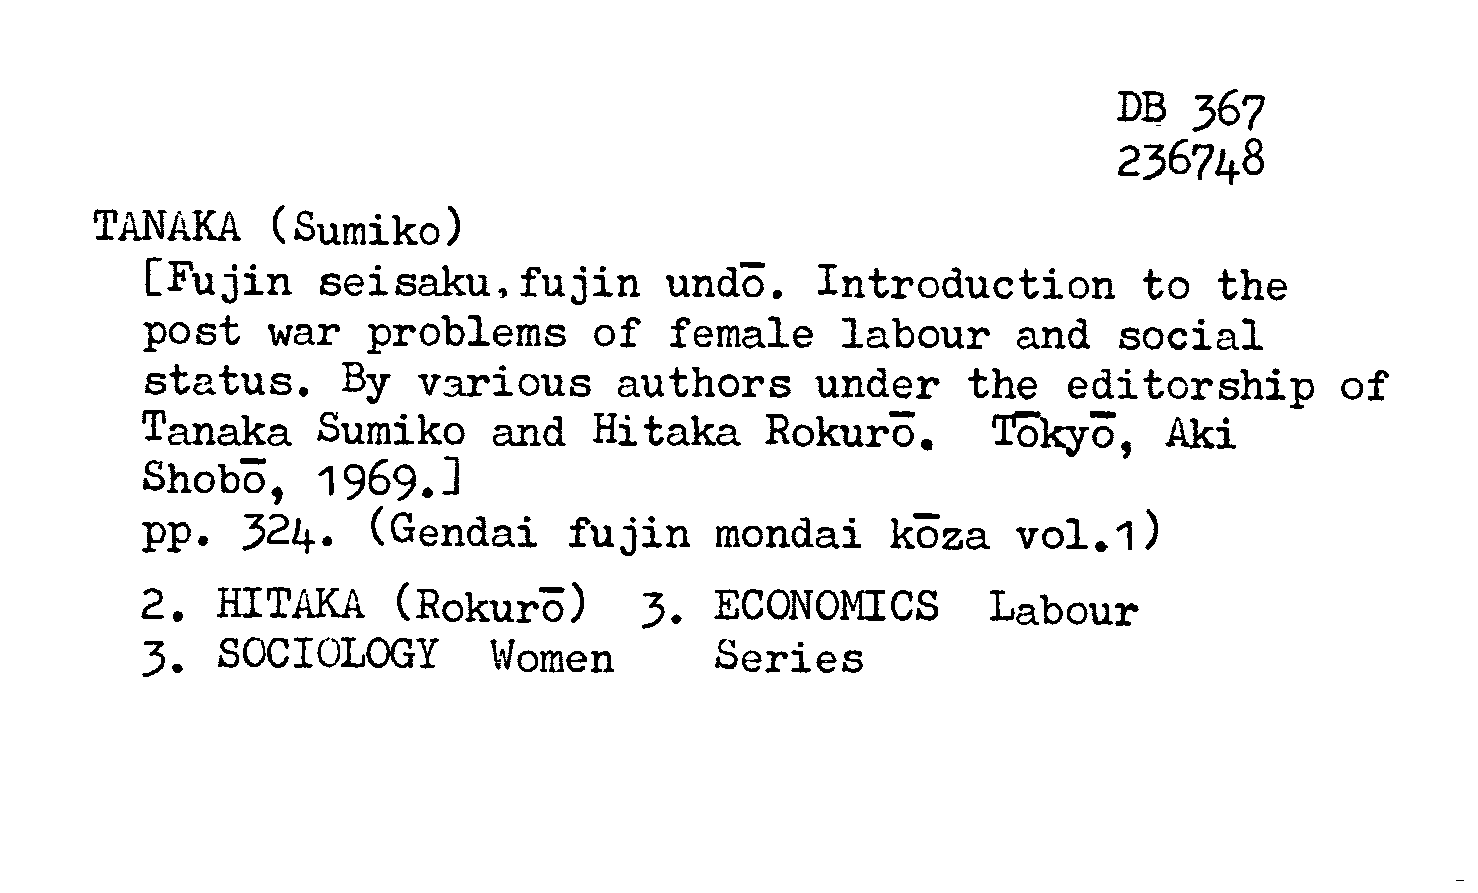 DB 367
236748
TANAKA (Sumiko)
[Fujin seisaku,fujin undō. Introduction to the
post war problems of female labour and social
status. By various authors under the editorship of
Tanaka Sumiko and Hitaka Rokurō. Tōkyō, Aki
Shobō, 1969.]
pp. 324. (Gendai fujin mondai kōza vol.1)
2. HITAKA (Rokurō) 3. ECONOMICS Labour
3. SOCIOLOGY Women Series